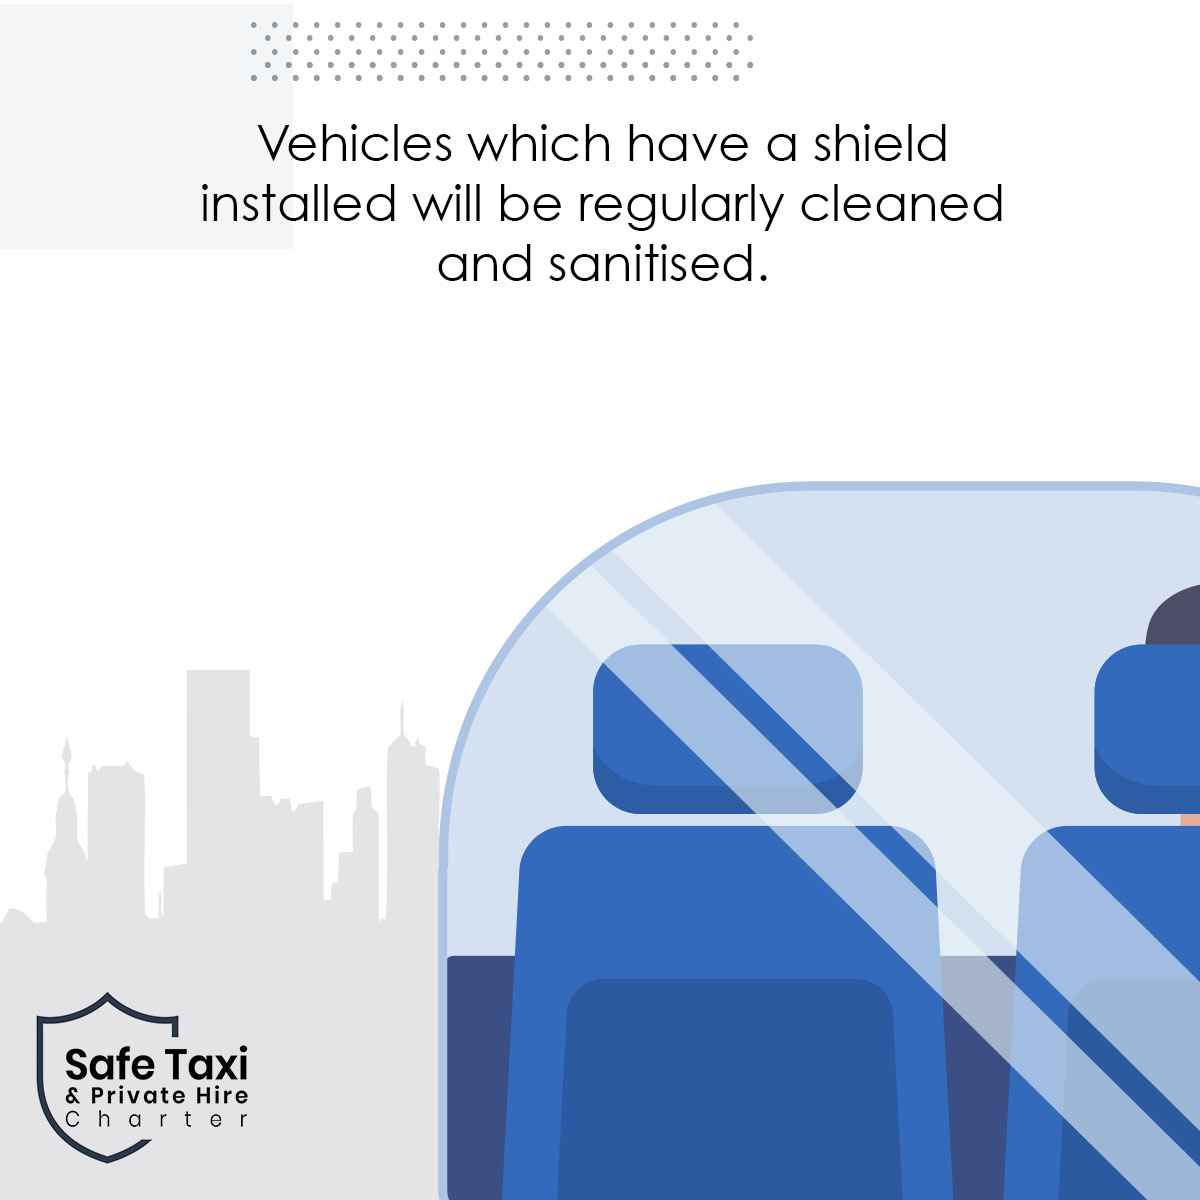 Vehicles which have a shield
installed will be regularly cleaned
and sanitised.
Safe Taxi
& Private Hire
Charter